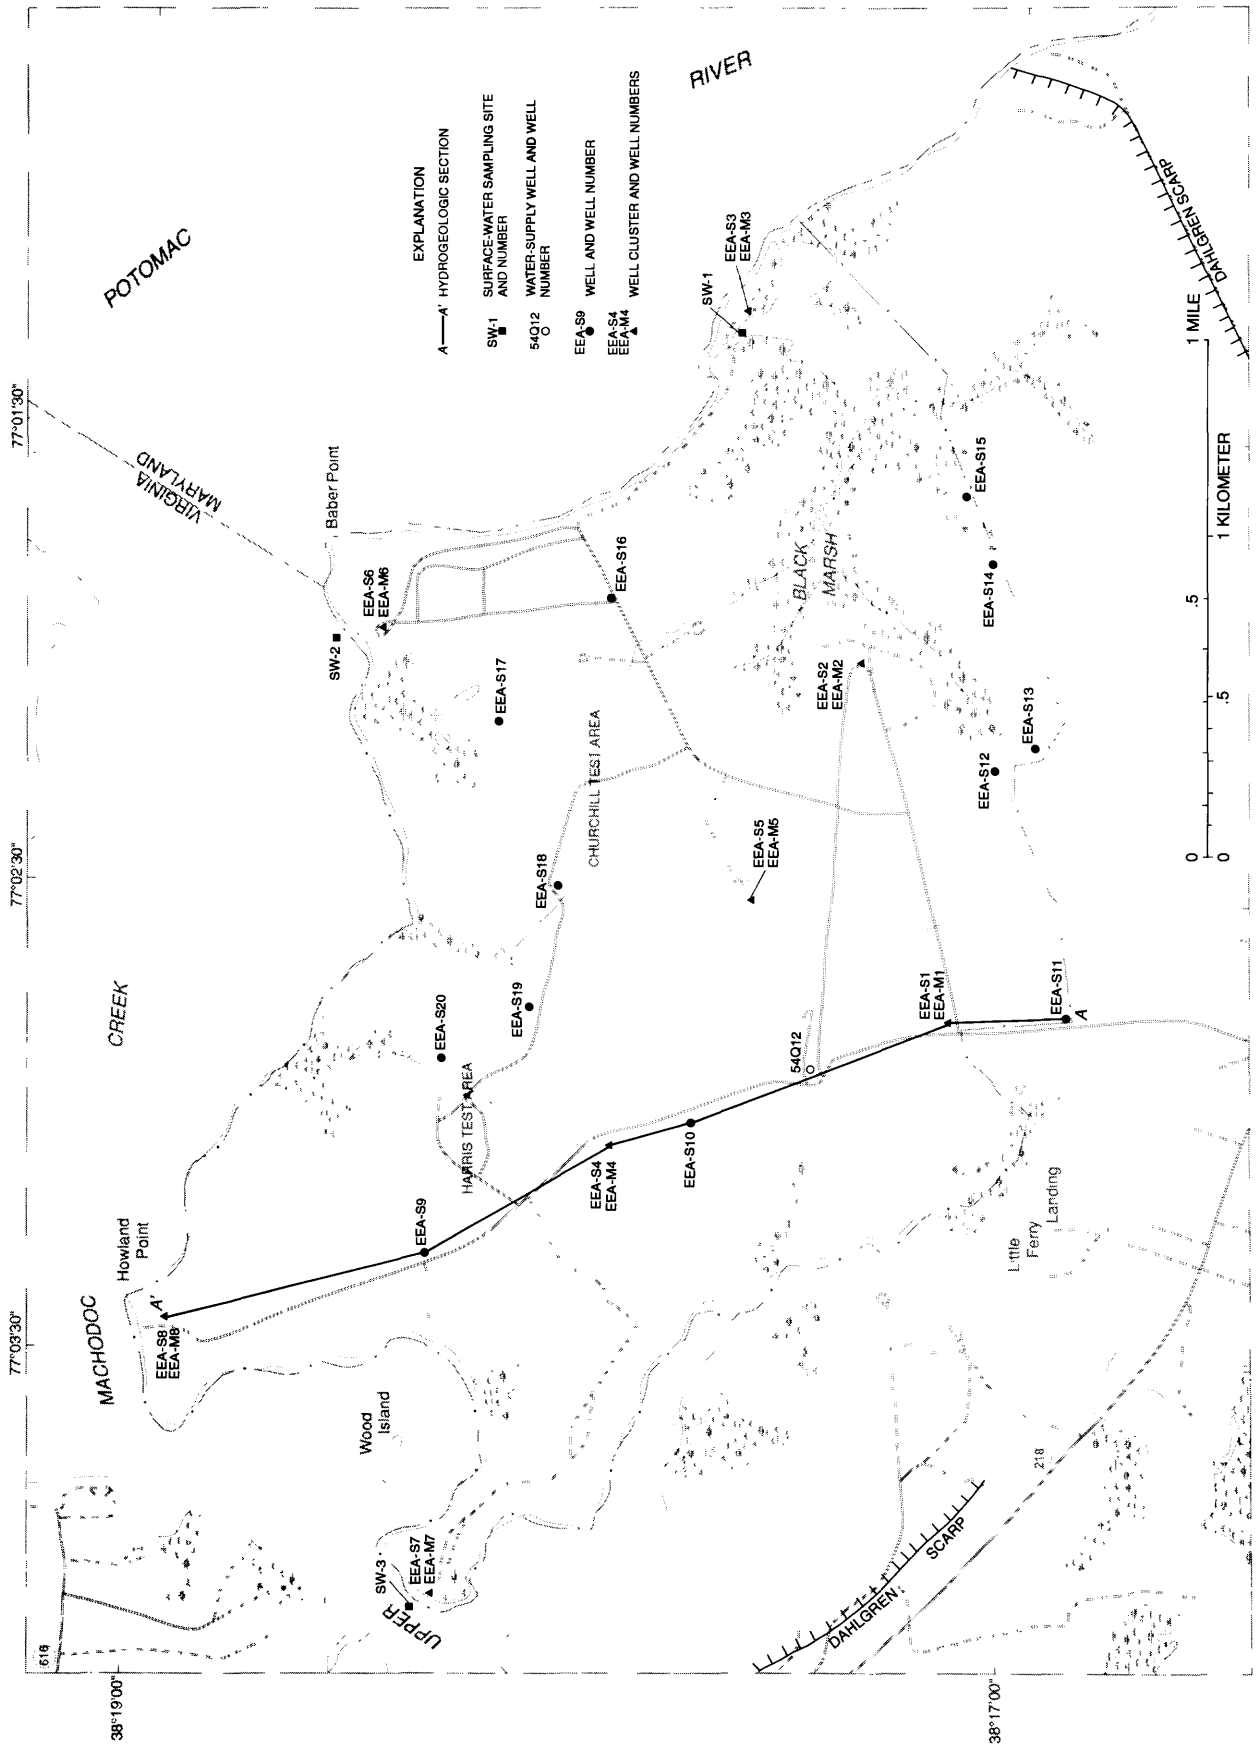 616
38°19'00"
38°17'00"
77°03'30"
77°02'30"
77°01'30"
UPPER
MACHODOC
CREEK
POTOMAC
RIVER
VIRGINIA
MARYLAND
Howland
Point
A'
EEA-S8
EEA-M8
Wood
Island
SW-3
EEA-S7
EEA-M7
EEA-S9
HARRIS TEST AREA
EEA-S20
EEA-S19
EEA-S18
EEA-S17
CHURCHILL TEST AREA
SW-2
EEA-S6
EEA-M6
Baber Point
EEA-S16
EEA-S4
EEA-M4
EEA-S10
54Q12
EEA-S5
EEA-M5
EEA-S2
EEA-M2
BLACK
MARSH
SW-1
EEA-S3
EEA-M3
EEA-S1
EEA-M1
EEA-S11
A
EEA-S12
EEA-S13
EEA-S14
EEA-S15
Little
Ferry
Landing
218
DAHLGREN
SCARP
DAHLGREN SCARP
EXPLANATION
A A' HYDROGEOLOGIC SECTION
SW-1 SURFACE-WATER SAMPLING SITE
AND NUMBER
54Q12 WATER-SUPPLY WELL AND WELL
NUMBER
EEA-S9 WELL AND WELL NUMBER
EEA-S4
EEA-M4 WELL CLUSTER AND WELL NUMBERS
0 .5 1 MILE
0 .5 1 KILOMETER